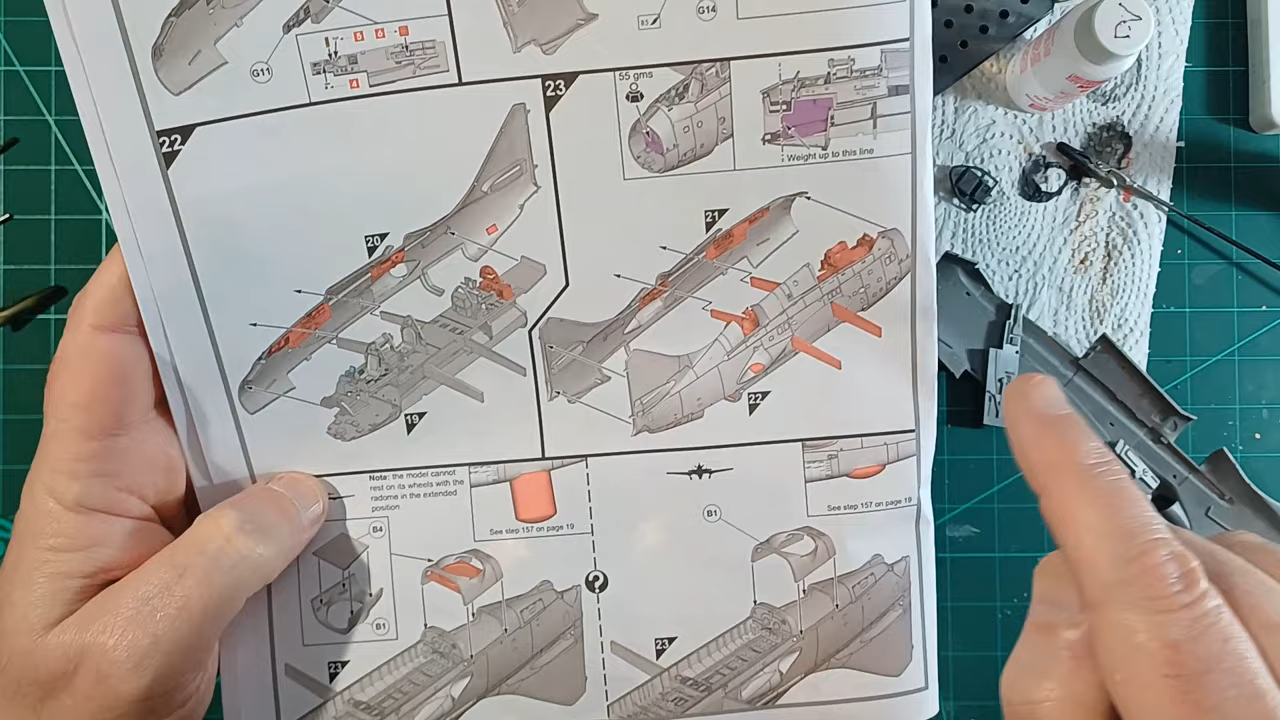 G11
5
6
4
G14
22
20
19
23
55 gms
Weight up to this line
21
22
Note: the model cannot
rest on its wheels with the
radome in the extended
position
B4
B1
See step 157 on page 19
23
?
B1
See step 157 on page 19
23